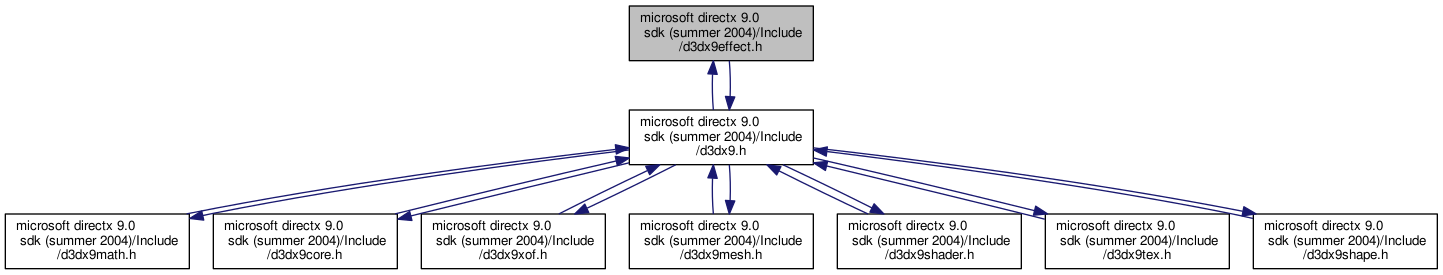 microsoft directx 9.0
sdk (summer 2004)/Include
/d3dx9effect.h
microsoft directx 9.0
sdk (summer 2004)/Include
/d3dx9.h
microsoft directx 9.0
sdk (summer 2004)/Include
/d3dx9math.h
microsoft directx 9.0
sdk (summer 2004)/Include
/d3dx9core.h
microsoft directx 9.0
sdk (summer 2004)/Include
/d3dx9xof.h
microsoft directx 9.0
sdk (summer 2004)/Include
/d3dx9mesh.h
microsoft directx 9.0
sdk (summer 2004)/Include
/d3dx9shader.h
microsoft directx 9.0
sdk (summer 2004)/Include
/d3dx9tex.h
microsoft directx 9.0
sdk (summer 2004)/Include
/d3dx9shape.h